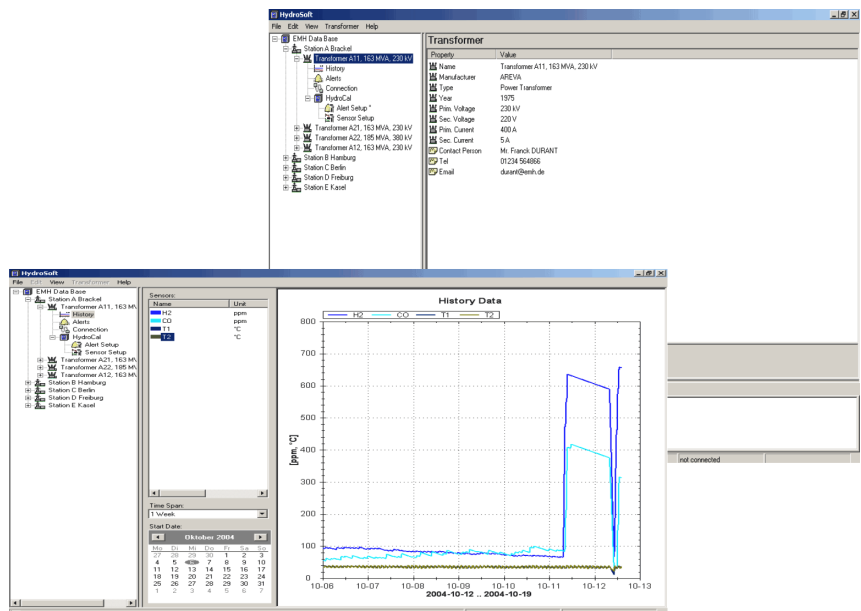 HydroSoft
File Edit View Transformer Help
EMH Data Base
Station A Brackel
Transformer A11, 163 MVA, 230 kV
History
Alerts
Connection
HydroCal
Alert Setup *
Sensor Setup
Transformer A21, 163 MVA, 230 kV
Transformer A22, 185 MVA, 380 kV
Transformer A12, 163 MVA, 230 kV
Station B Hamburg
Station C Berlin
Station D Freiburg
Station E Kasel
Transformer
Property Value
Name Transformer A11, 163 MVA, 230 kV
Manufacturer AREVA
Type Power Transformer
Year 1975
Prim. Voltage 230 kV
Sec. Voltage 220 V
Prim. Current 400 A
Sec. Current 5 A
Contact Person Mr. Franck DURANT
Tel 01234 564866
Email durant@emh.de
not connected
HydroSoft
File Edit View Transformer Help
EMH Data Base
Station A Brackel
Transformer A11, 163 M
History
Alerts
Connection
HydroCal
Alert Setup
Sensor Setup
Transformer A21, 163 M
Transformer A22, 185 M
Transformer A12, 163 M
Station B Hamburg
Station C Berlin
Station D Freiburg
Station E Kasel
Sensors:
Name Unit
H2 ppm
CO ppm
T1 °C
T2 °C
Time Span:
1 Week
Start Date:
Oktober 2004
Mo Di Mi Do Fr Sa So
27 28 29 30 1 2 3
4 5 6 7 8 9 10
11 12 13 14 15 16 17
18 19 20 21 22 23 24
25 26 27 28 29 30 31
1 2 3 4 5 6 7
History Data
H2 CO T1 T2
800
700
600
500
400
300
200
100
0
[ppm, °C]
10-06 10-07 10-08 10-09 10-10 10-11 10-12 10-13
2004-10-12 .. 2004-10-19